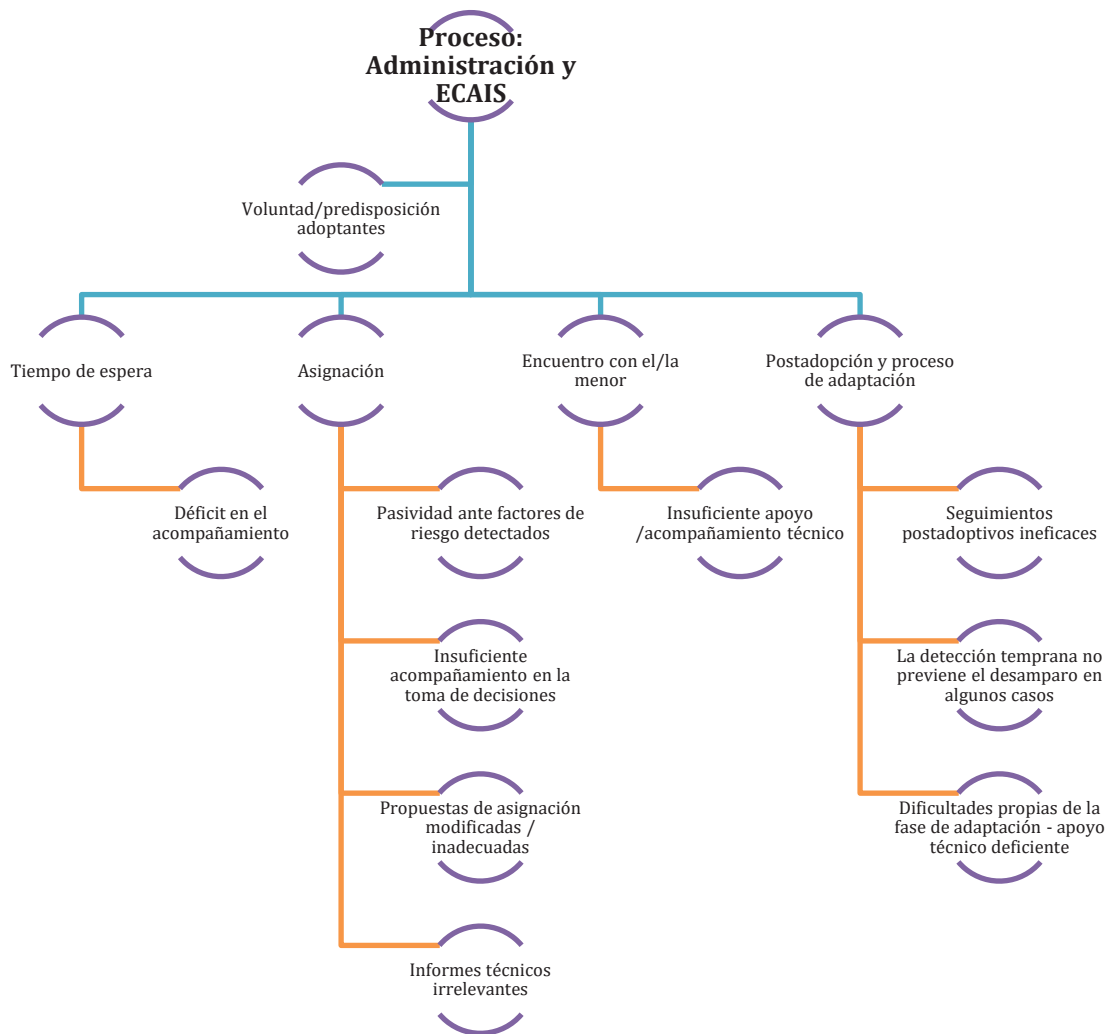 Proceso:
Administración y
ECAIS
Voluntad/predisposición
adoptantes
Tiempo de espera
Asignación
Encuentro con el/la
menor
Postadopción y proceso
de adaptación
Déficit en el
acompañamiento
Pasividad ante factores de
riesgo detectados
Insuficiente apoyo
/acompañamiento técnico
Seguimientos
postadoptivos ineficaces
Insuficiente
acompañamiento en la
toma de decisiones
La detección temprana no
previene el desamparo en
algunos casos
Propuestas de asignación
modificadas /
inadecuadas
Dificultades propias de la
fase de adaptación - apoyo
técnico deficiente
Informes técnicos
irrelevantes